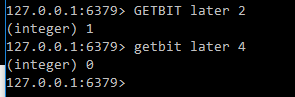 127.0.0.1:6379> GETBIT later 2
(integer) 1
127.0.0.1:6379> getbit later 4
(integer) 0
127.0.0.1:6379>